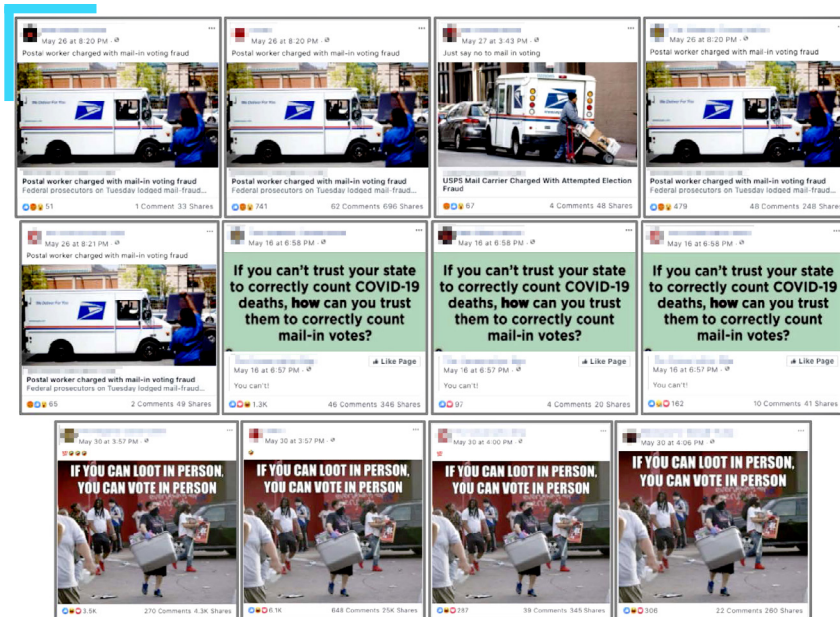 May 26 at 8:20 PM ·
Postal worker charged with mail-in voting fraud
We Deliver For You
Postal worker charged with mail-in voting fraud
Federal prosecutors on Tuesday lodged mail-fraud...
51
1 Comment 33 Shares
May 26 at 8:20 PM ·
Postal worker charged with mail-in voting fraud
We Deliver For You
Postal worker charged with mail-in voting fraud
Federal prosecutors on Tuesday lodged mail-fraud...
741
62 Comments 696 Shares
May 27 at 3:43 PM ·
Just say no to mail in voting
USPS Mail Carrier Charged With Attempted Election
Fraud
67
4 Comments 48 Shares
May 26 at 8:20 PM ·
Postal worker charged with mail-in voting fraud
We Deliver For You
Postal worker charged with mail-in voting fraud
Federal prosecutors on Tuesday lodged mail-fraud...
479
48 Comments 248 Shares
May 26 at 8:21 PM ·
Postal worker charged with mail-in voting fraud
We Deliver For You
Postal worker charged with mail-in voting fraud
Federal prosecutors on Tuesday lodged mail-fraud...
65
2 Comments 49 Shares
May 16 at 6:58 PM ·
If you can't trust your state
to correctly count COVID-19
deaths, how can you trust
them to correctly count
mail-in votes?
Like Page
May 16 at 6:57 PM ·
You can't!
1.3K
46 Comments 346 Shares
May 16 at 6:58 PM ·
If you can't trust your state
to correctly count COVID-19
deaths, how can you trust
them to correctly count
mail-in votes?
Like Page
May 16 at 6:57 PM ·
You can't!
97
4 Comments 20 Shares
May 16 at 6:58 PM ·
If you can't trust your state
to correctly count COVID-19
deaths, how can you trust
them to correctly count
mail-in votes?
Like Page
May 16 at 6:57 PM ·
You can't!
162
10 Comments 41 Shares
May 30 at 3:57 PM ·
IF YOU CAN LOOT IN PERSON,
YOU CAN VOTE IN PERSON
3.5K
270 Comments 4.3K Shares
May 30 at 3:57 PM ·
IF YOU CAN LOOT IN PERSON,
YOU CAN VOTE IN PERSON
6.1K
648 Comments 25K Shares
May 30 at 4:00 PM ·
IF YOU CAN LOOT IN PERSON,
YOU CAN VOTE IN PERSON
287
39 Comments 345 Shares
May 30 at 4:06 PM ·
IF YOU CAN LOOT IN PERSON,
YOU CAN VOTE IN PERSON
306
22 Comments 260 Shares